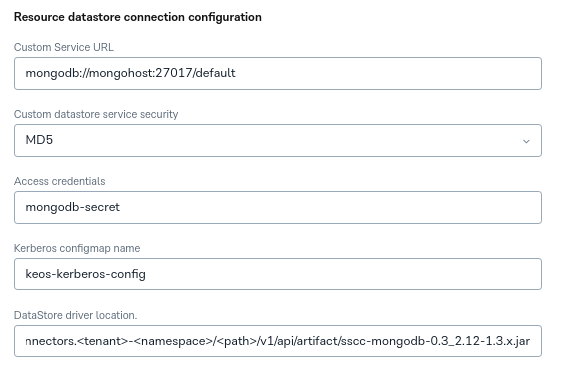 Resource datastore connection configuration
Custom Service URL
mongodb://mongohost:27017/default
Custom datastore service security
MD5
Access credentials
mongodb-secret
Kerberos configmap name
keos-kerberos-config
DataStore driver location.
nnectors.<tenant>-<namespace>/<path>/v1/api/artifact/sscc-mongodb-0.3_2.12-1.3.x.jar